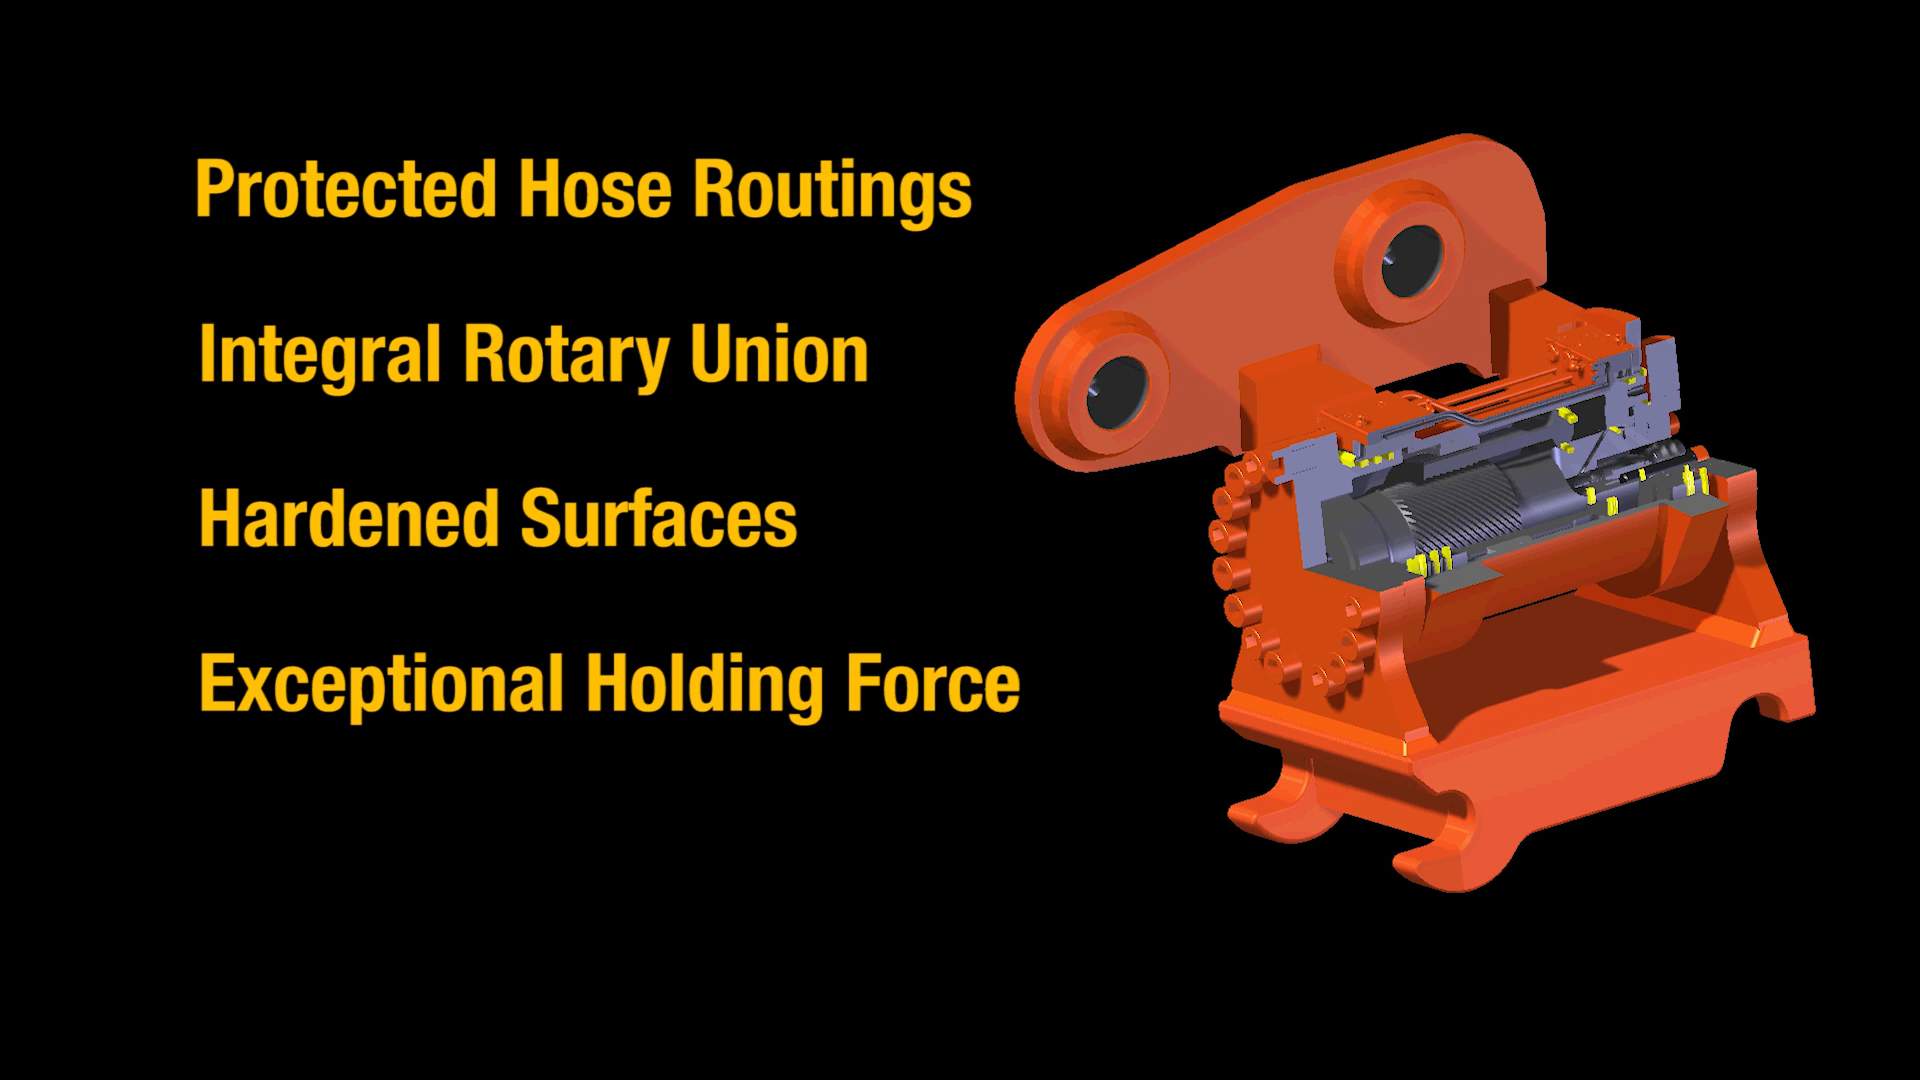 Protected Hose Routings
Integral Rotary Union
Hardened Surfaces
Exceptional Holding Force